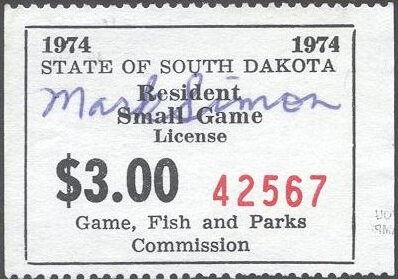 1974 1974
STATE OF SOUTH DAKOTA
Mark Simon
Resident
Small Game
License
$3.00 42567
Game, Fish and Parks
Commission